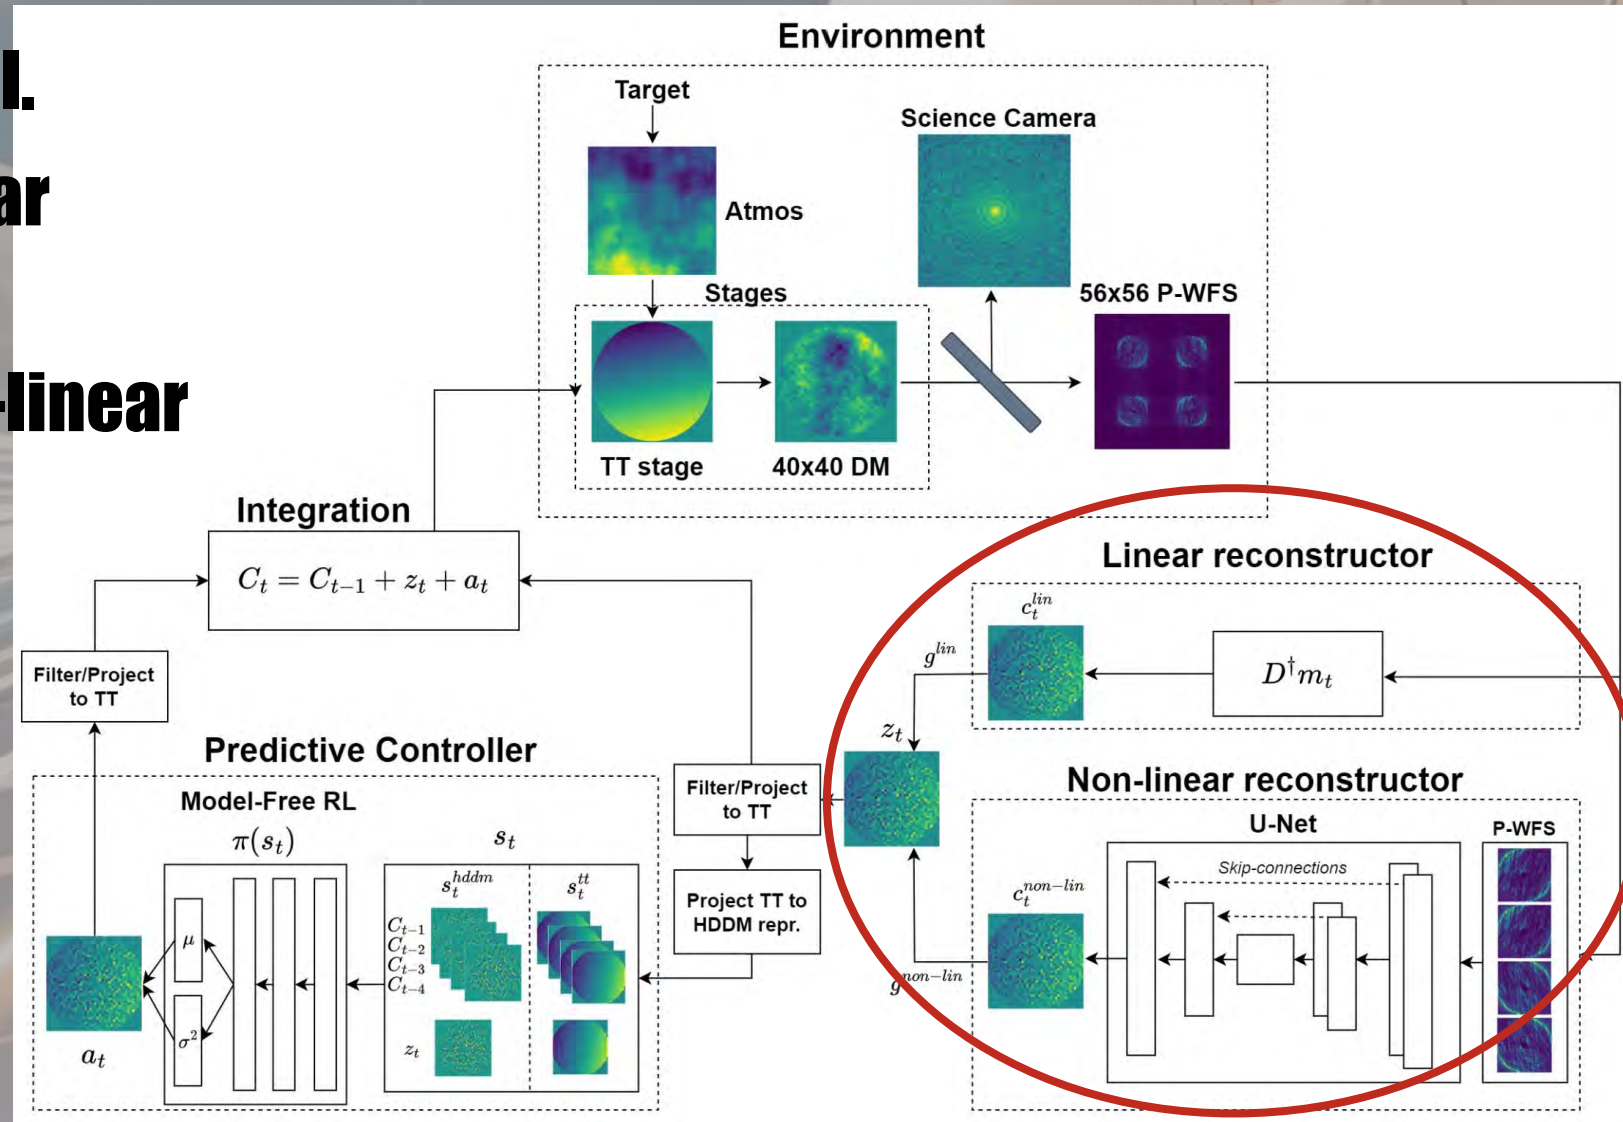 l.
ar
-linear
Environment
Target
Science Camera
Atmos
Stages
56x56 P-WFS
TT stage
40x40 DM
Integration
C_t = C_{t-1} + z_t + a_t
Linear reconstructor
c_t^{lin}
g^{lin}
D^† m_t
Filter/Project
to TT
z_t
Predictive Controller
Model-Free RL
π(s_t)
s_t
s_t^{hddm}
s_t^{tt}
C_{t-1}
C_{t-2}
C_{t-3}
C_{t-4}
μ
σ²
z_t
a_t
Filter/Project
to TT
Project TT to
HDDM repr.
Non-linear reconstructor
U-Net
P-WFS
Skip-connections
c_t^{non-lin}
g^{non-lin}